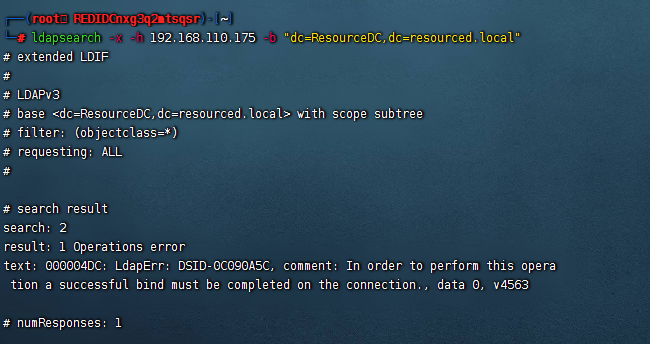 ┌──(root㉿ REDIDCnxg3q2mtsqsr)-[~]
└─# ldapsearch -x -h 192.168.110.175 -b "dc=ResourceDC,dc=resourced.local"
# extended LDIF
#
# LDAPv3
# base <dc=ResourceDC,dc=resourced.local> with scope subtree
# filter: (objectclass=*)
# requesting: ALL
#
# search result
search: 2
result: 1 Operations error
text: 000004DC: LdapErr: DSID-0C090A5C, comment: In order to perform this opera
tion a successful bind must be completed on the connection., data 0, v4563
# numResponses: 1